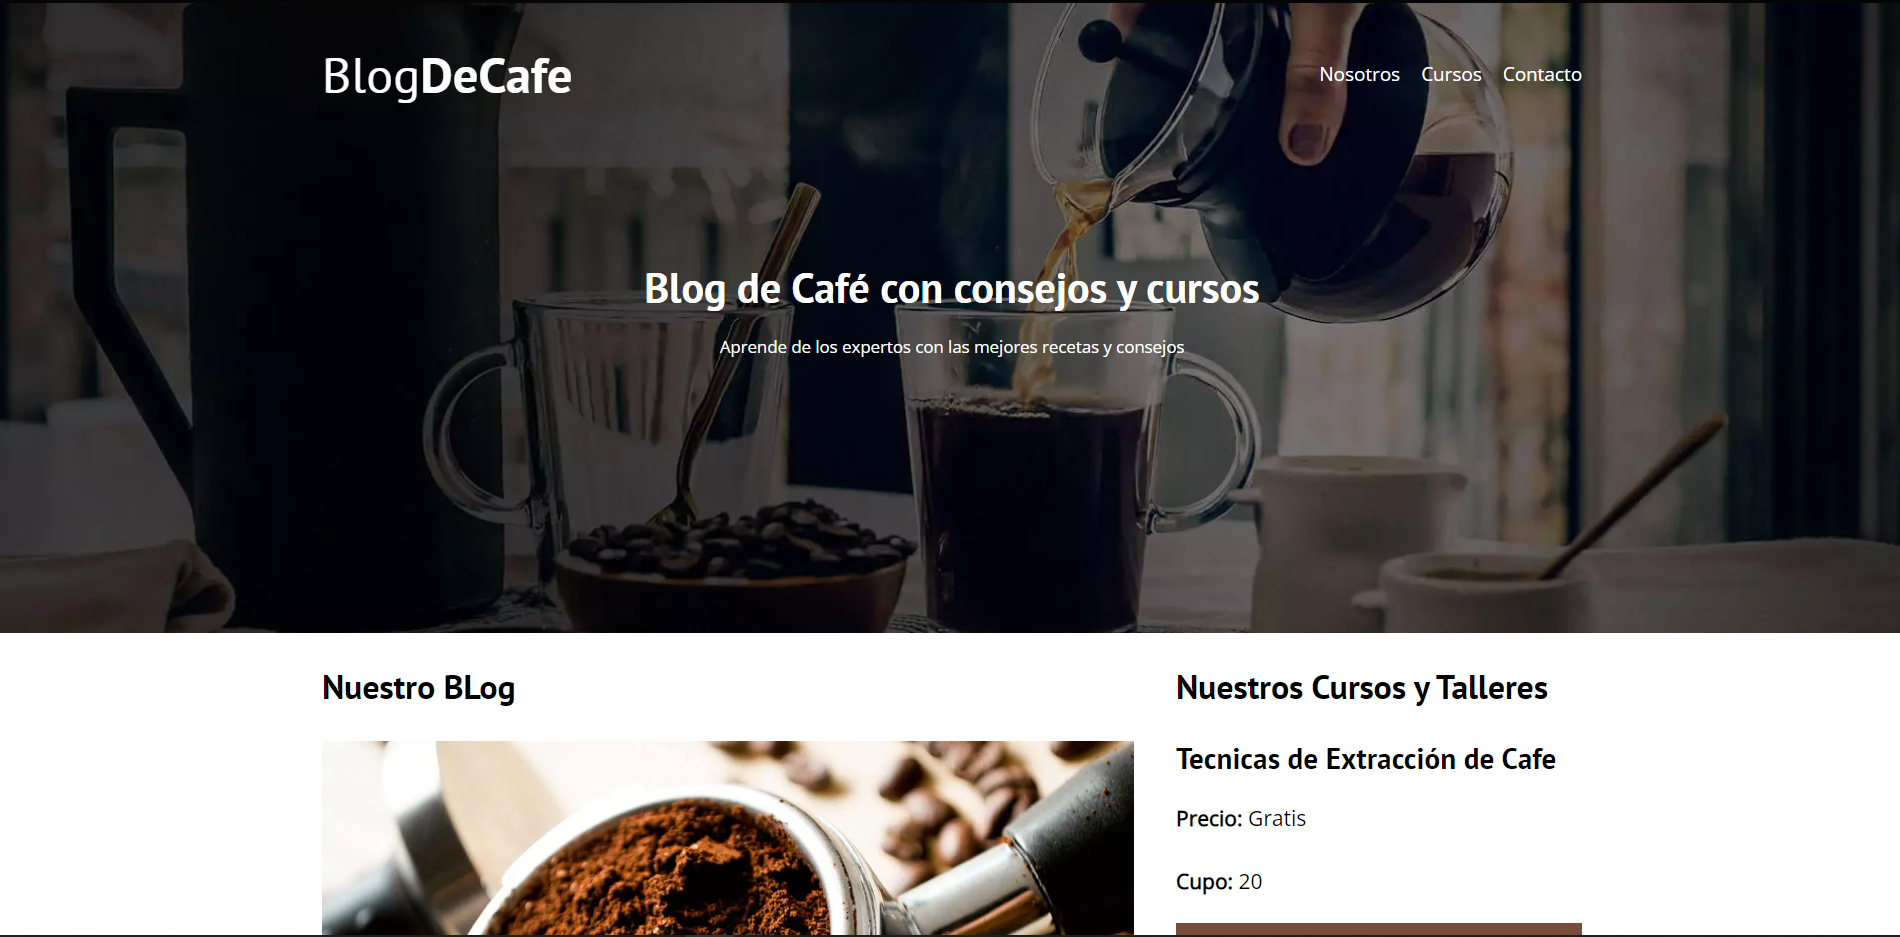 BlogDeCafe
Nosotros Cursos Contacto
Blog de Café con consejos y cursos
Aprende de los expertos con las mejores recetas y consejos
Nuestro BLog
Nuestros Cursos y Talleres
Tecnicas de Extracción de Cafe
Precio: Gratis
Cupo: 20